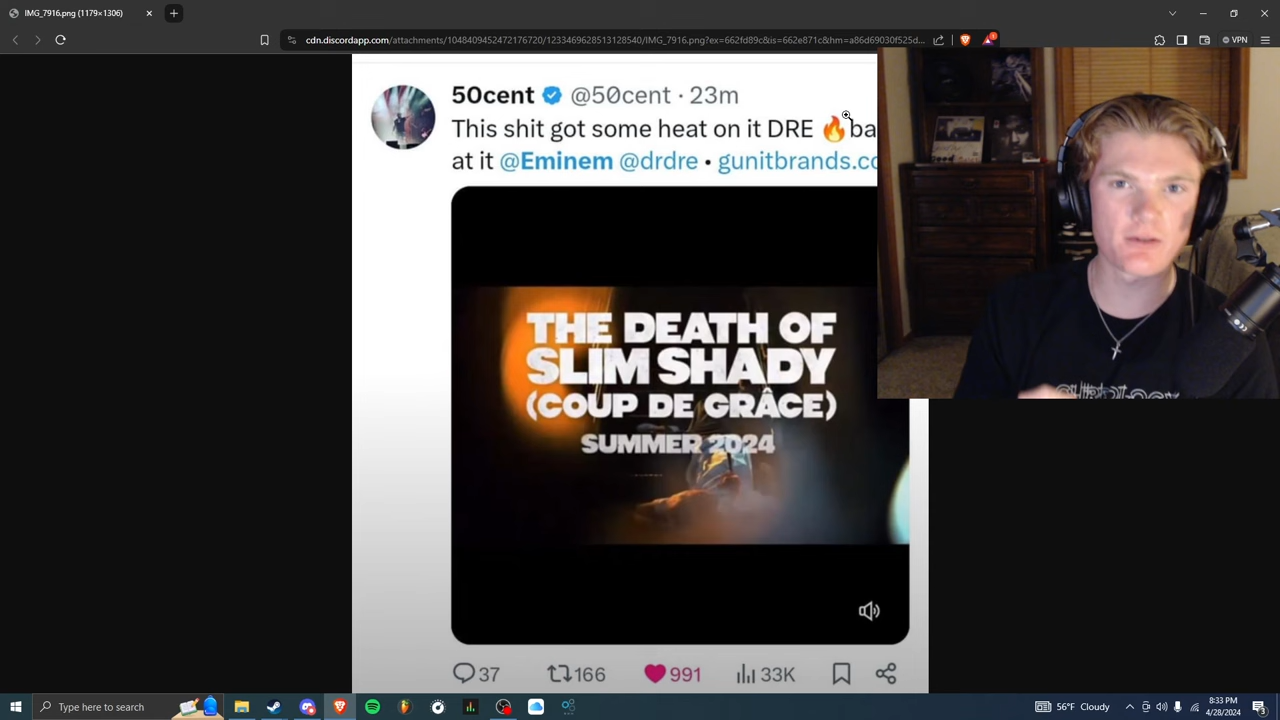 IMG_7916.png (1179×1306)
cdn.discordapp.com/attachments/1048409452472176720/1233469628513128540/IMG_7916.png?ex=662fd89c&is=662e871c&hm=a86d69030f525d...
VPN
50cent @50cent · 23m
This shit got some heat on it DRE 🔥ba
at it @Eminem @drdre • gunitbrands.co
THE DEATH OF
SLIM SHADY
(COUP DE GRÂCE)
SUMMER 2024
37 166 991 33K
Type here to search
56°F Cloudy
8:33 PM
4/28/2024